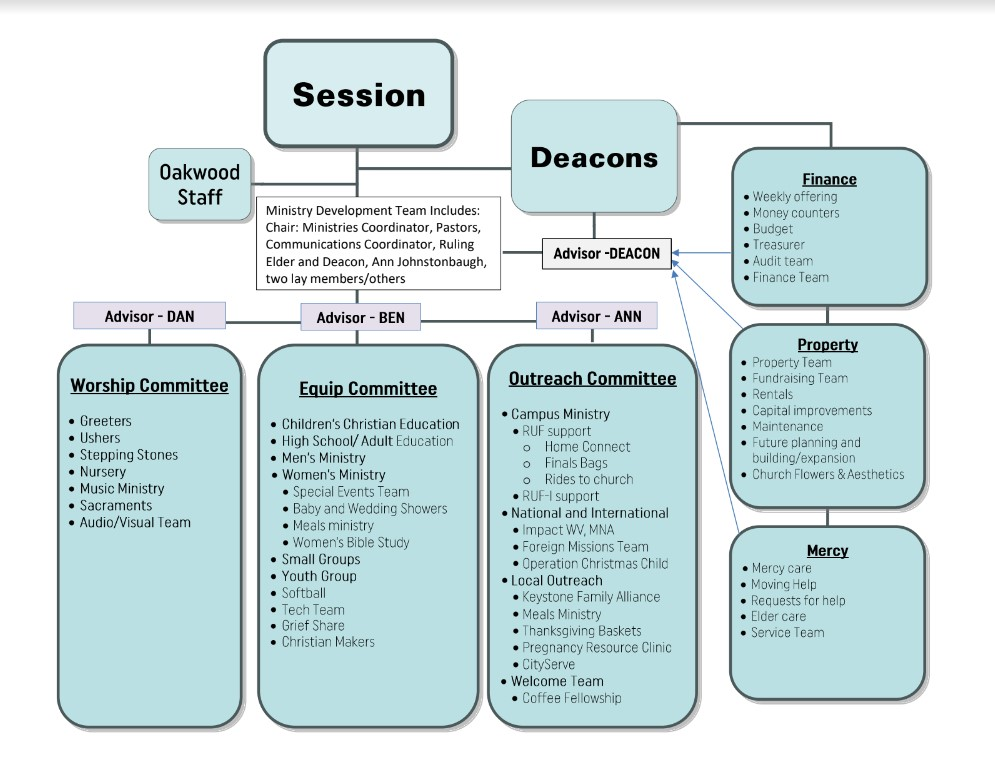 Session
Deacons
Oakwood
Staff
Ministry Development Team Includes:
Chair: Ministries Coordinator, Pastors,
Communications Coordinator, Ruling
Elder and Deacon, Ann Johnstonbaugh,
two lay members/others
Advisor -DEACON
Finance
• Weekly offering
• Money counters
• Budget
• Treasurer
• Audit team
• Finance Team
Advisor - DAN
Advisor - BEN
Advisor - ANN
Worship Committee
• Greeters
• Ushers
• Stepping Stones
• Nursery
• Music Ministry
• Sacraments
• Audio/Visual Team
Equip Committee
• Children's Christian Education
• High School/ Adult Education
• Men's Ministry
• Women's Ministry
• Special Events Team
• Baby and Wedding Showers
• Meals ministry
• Women's Bible Study
• Small Groups
• Youth Group
• Softball
• Tech Team
• Grief Share
• Christian Makers
Outreach Committee
• Campus Ministry
• RUF support
o Home Connect
o Finals Bags
o Rides to church
• RUF-I support
• National and International
• Impact WV, MNA
• Foreign Missions Team
• Operation Christmas Child
• Local Outreach
• Keystone Family Alliance
• Meals Ministry
• Thanksgiving Baskets
• Pregnancy Resource Clinic
• CityServe
• Welcome Team
• Coffee Fellowship
Property
• Property Team
• Fundraising Team
• Rentals
• Capital improvements
• Maintenance
• Future planning and
building/expansion
• Church Flowers & Aesthetics
Mercy
• Mercy care
• Moving Help
• Requests for help
• Elder care
• Service Team